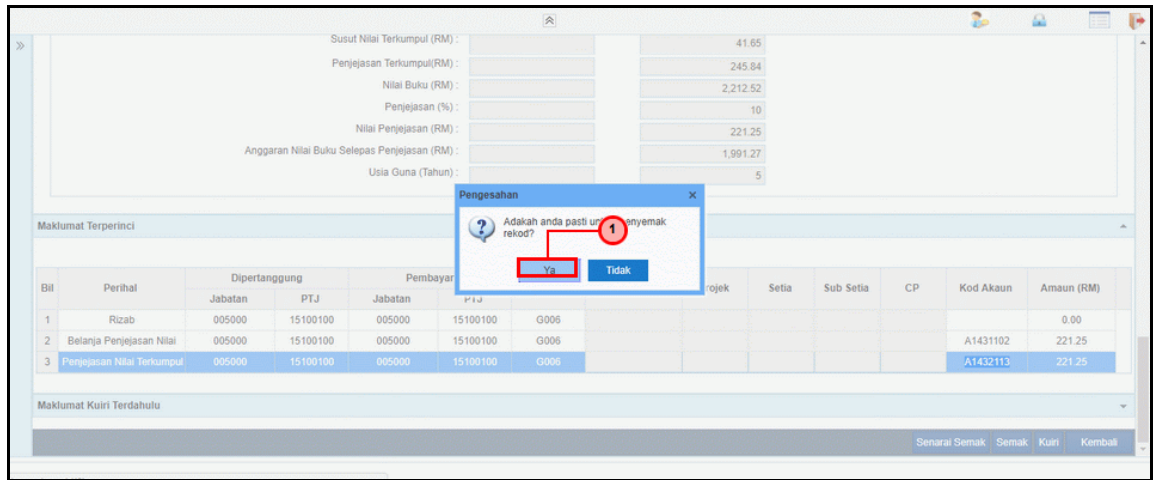 Susut Nilai Terkumpul (RM) : 41.65
Penjejasan Terkumpul(RM) : 245.84
Nilai Buku (RM) : 2,212.52
Penjejasan (%) : 10
Nilai Penjejasan (RM) : 221.25
Anggaran Nilai Buku Selepas Penjejasan (RM) : 1,991.27
Usia Guna (Tahun) : 5
Pengesahan x
Adakah anda pasti menyemak
rekod?
1
Ya Tidak
Maklumat Terperinci
Bil Perihal Dipertanggung Setia Sub Setia CP Kod Akaun Amaun (RM)
Jabatan PTJ Jabatan PTJ
1 Rizab 005000 15100100 005000 15100100 G006 0.00
2 Belanja Penjejasan Nilai 005000 15100100 005000 15100100 G006 A1431102 221.25
3 Penjejasan Nilai Terkumpul 005000 15100100 005000 15100100 G006 A1432113 221.25
Maklumat Kuiri Terdahulu
Senarai Semak Semak Kuiri Kembali